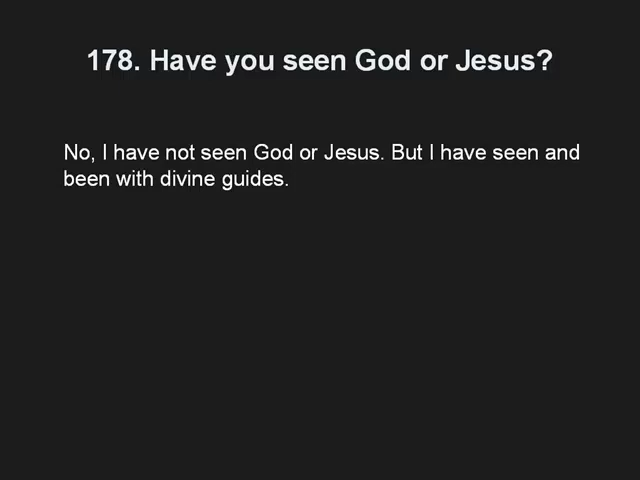 178. Have you seen God or Jesus?
No, I have not seen God or Jesus. But I have seen and
been with divine guides.